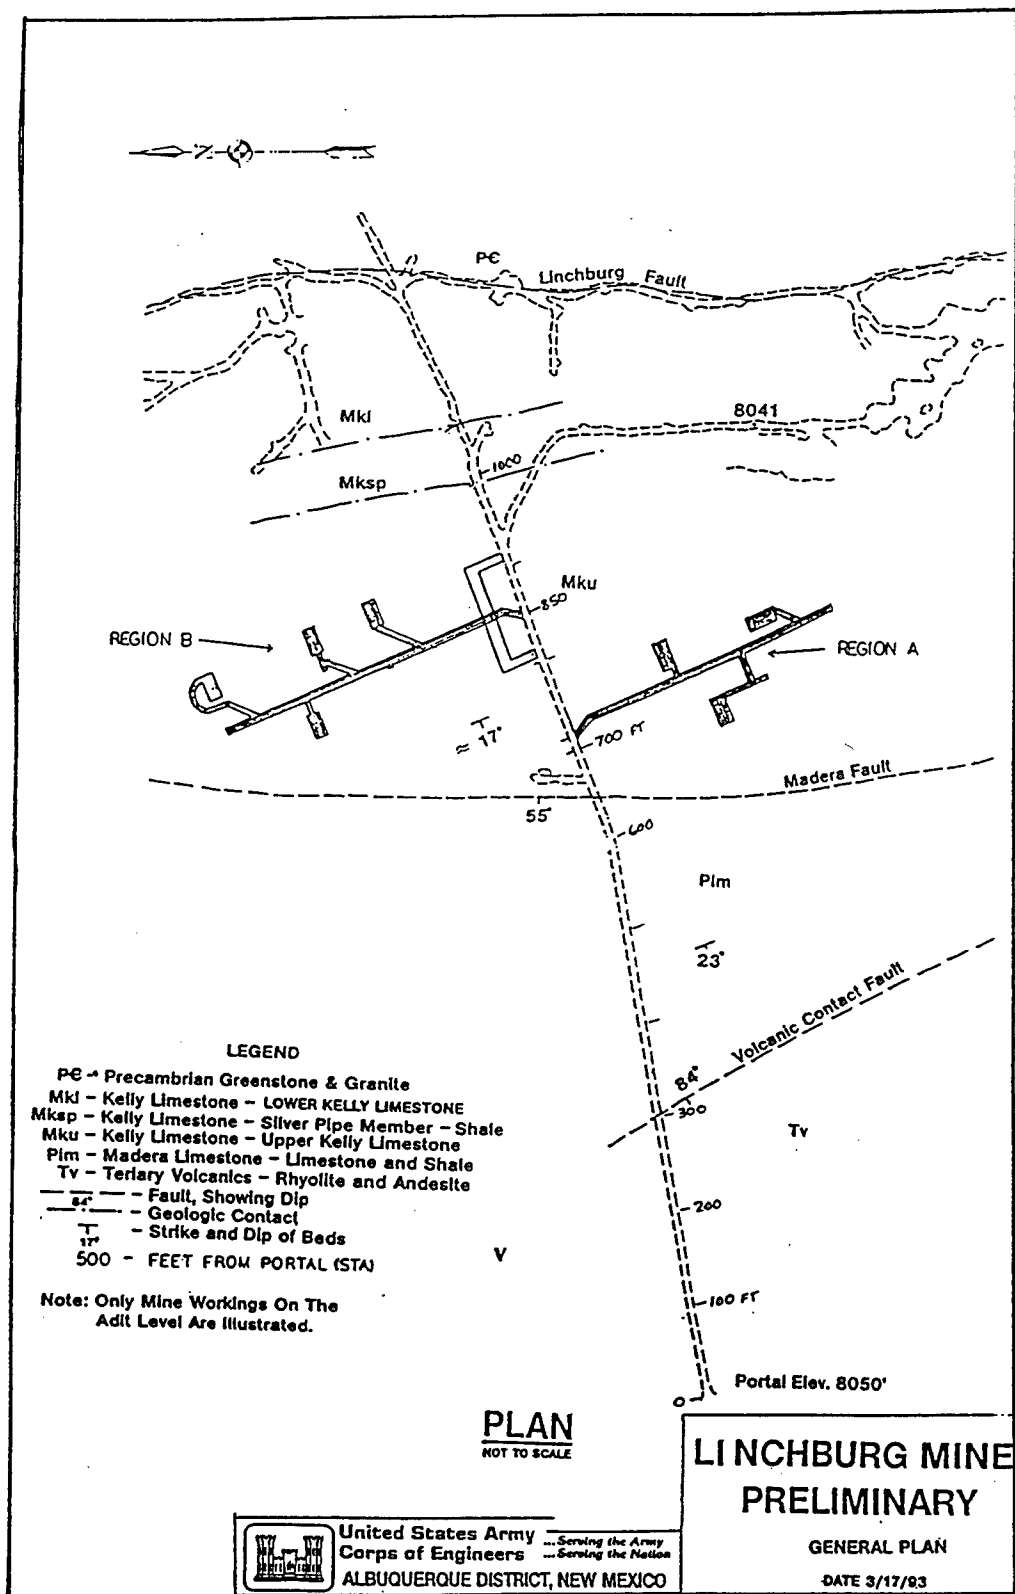 N
P€
Linchburg Fault
Mkl
8041
1000
Mksp
Mku
850
REGION B
REGION A
≈ 17°
700 FT
Madera Fault
55°
600
Plm
23°
Volcanic Contact Fault
84°
300
Tv
200
V
100 FT
Portal Elev. 8050'
0
LEGEND
P€ - Precambrian Greenstone & Granite
Mkl - Kelly Limestone - LOWER KELLY LIMESTONE
Mksp - Kelly Limestone - Silver Pipe Member - Shale
Mku - Kelly Limestone - Upper Kelly Limestone
Plm - Madera Limestone - Limestone and Shale
Tv - Tertiary Volcanics - Rhyolite and Andesite
84° - Fault, Showing Dip
- Geologic Contact
17° - Strike and Dip of Beds
500 - FEET FROM PORTAL (STA)
Note: Only Mine Workings On The
Adit Level Are Illustrated.
PLAN
NOT TO SCALE
LINCHBURG MINE
PRELIMINARY
GENERAL PLAN
DATE 3/17/93
United States Army
Corps of Engineers
...Serving the Army
...Serving the Nation
ALBUQUERQUE DISTRICT, NEW MEXICO